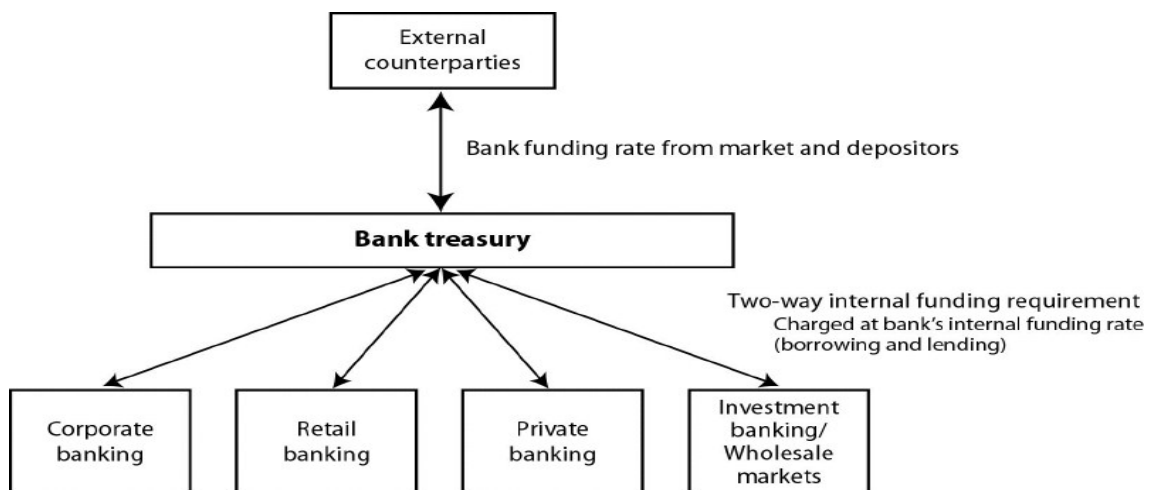 External
counterparties
Bank funding rate from market and depositors
Bank treasury
Two-way internal funding requirement
Charged at bank's internal funding rate
(borrowing and lending)
Corporate
banking
Retail
banking
Private
banking
Investment
banking/
Wholesale
markets